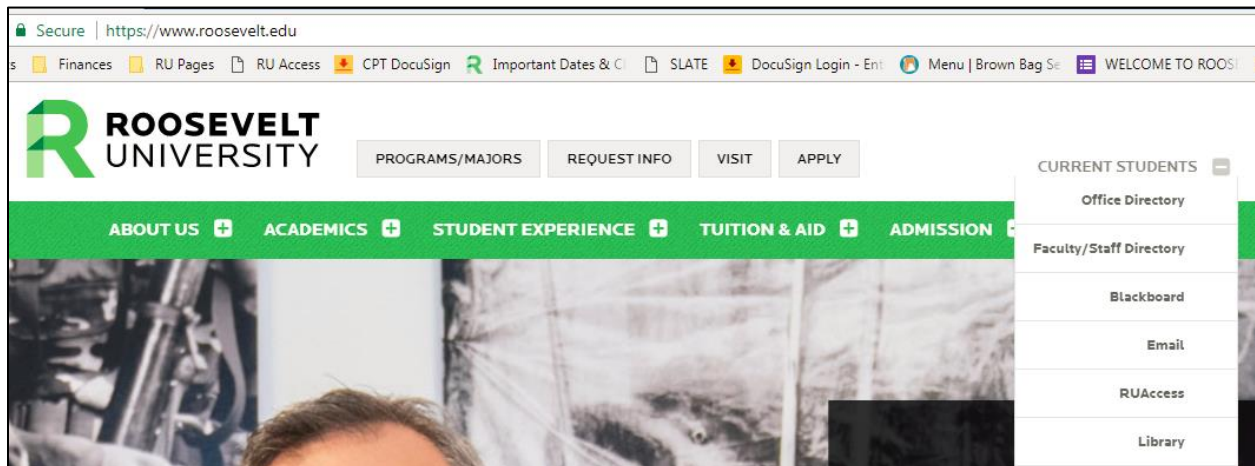 Secure | https://www.roosevelt.edu
s Finances RU Pages RU Access CPT DocuSign Important Dates & C SLATE DocuSign Login - Ent Menu | Brown Bag Se WELCOME TO ROOS
ROOSEVELT
UNIVERSITY
PROGRAMS/MAJORS REQUEST INFO VISIT APPLY
CURRENT STUDENTS
Office Directory
ABOUT US ACADEMICS STUDENT EXPERIENCE TUITION & AID ADMISSION
Faculty/Staff Directory
Blackboard
Email
RUAccess
Library